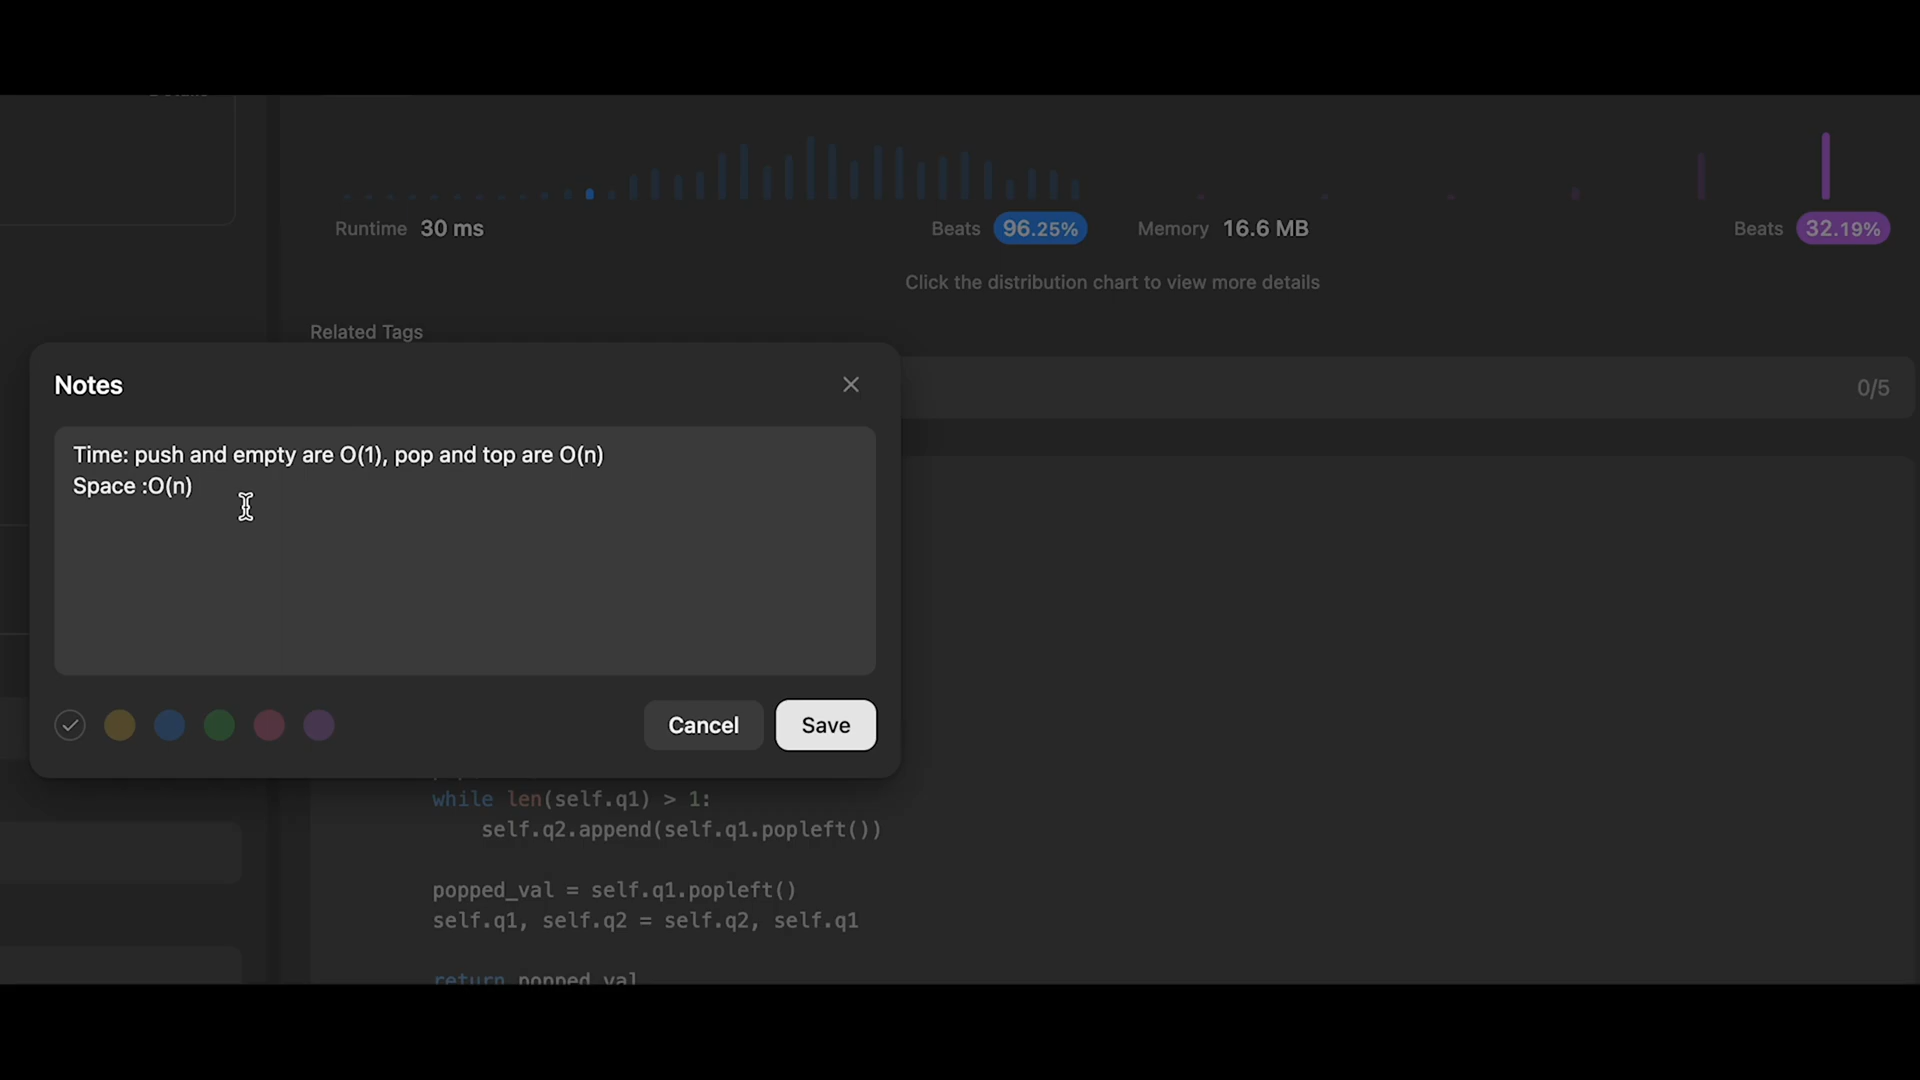 Runtime 30 ms
Beats 96.25%
Memory 16.6 MB
Beats 32.19%
Click the distribution chart to view more details
Related Tags
0/5
Notes
Time: push and empty are O(1), pop and top are O(n)
Space :O(n)
Cancel
Save
while len(self.q1) > 1:
self.q2.append(self.q1.popleft())
popped_val = self.q1.popleft()
self.q1, self.q2 = self.q2, self.q1
return popped_val